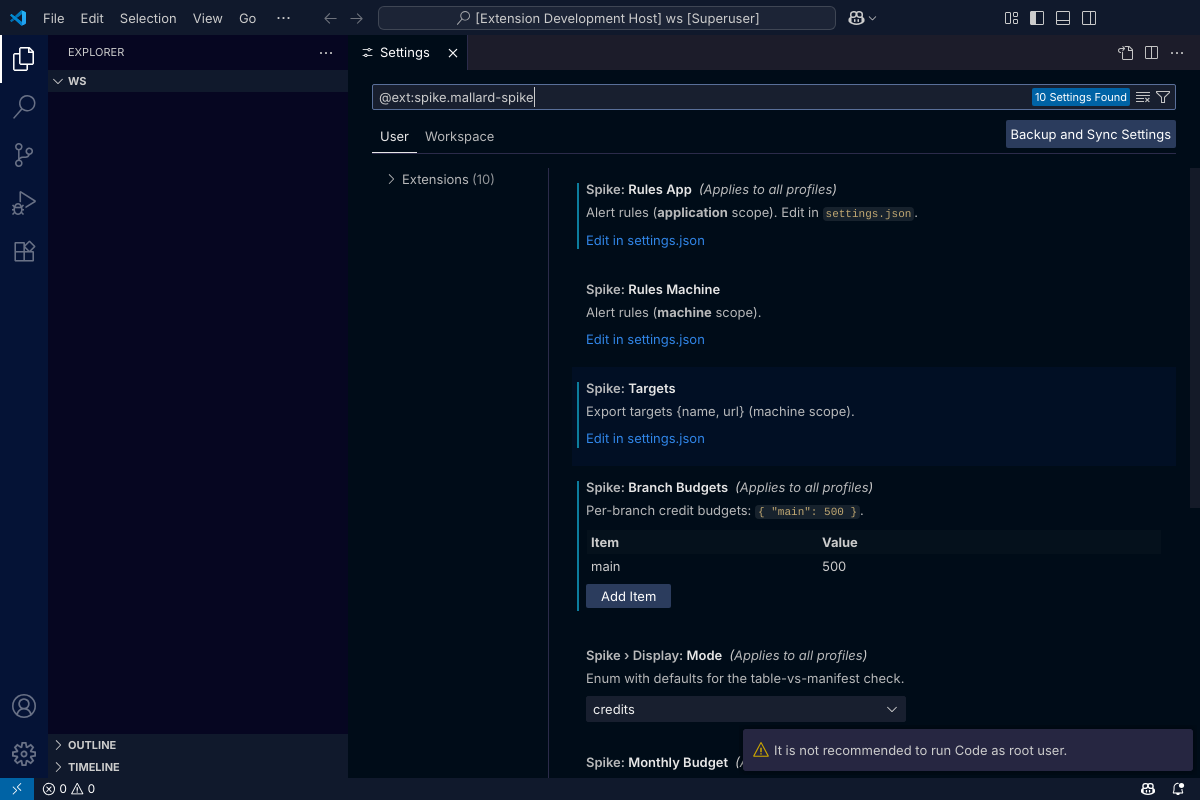 File Edit Selection View Go ···
[Extension Development Host] ws [Superuser]
EXPLORER
WS
OUTLINE
TIMELINE
Settings
@ext:spike.mallard-spike
10 Settings Found
User Workspace
Backup and Sync Settings
Extensions (10)
Spike: Rules App (Applies to all profiles)
Alert rules (application scope). Edit in settings.json.
Edit in settings.json
Spike: Rules Machine
Alert rules (machine scope).
Edit in settings.json
Spike: Targets
Export targets {name, url} (machine scope).
Edit in settings.json
Spike: Branch Budgets (Applies to all profiles)
Per-branch credit budgets: { "main": 500 }.
Item Value
main 500
Add Item
Spike › Display: Mode (Applies to all profiles)
Enum with defaults for the table-vs-manifest check.
credits
Spike: Monthly Budget
It is not recommended to run Code as root user.
0 0